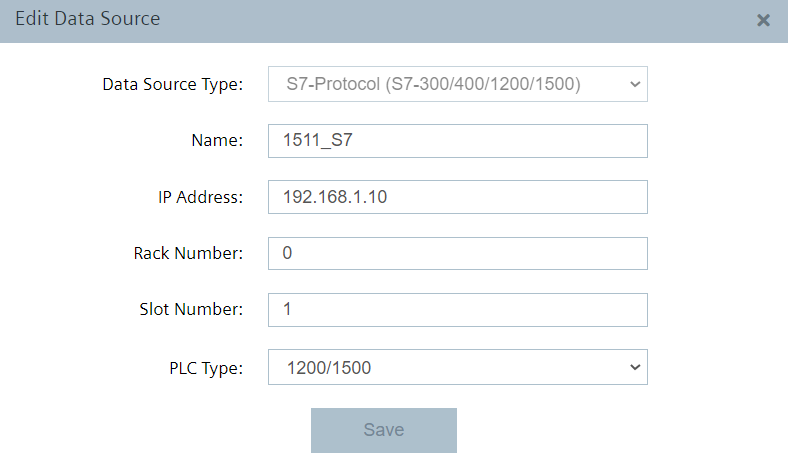 Edit Data Source ×
Data Source Type: S7-Protocol (S7-300/400/1200/1500)
Name: 1511_S7
IP Address: 192.168.1.10
Rack Number: 0
Slot Number: 1
PLC Type: 1200/1500
Save